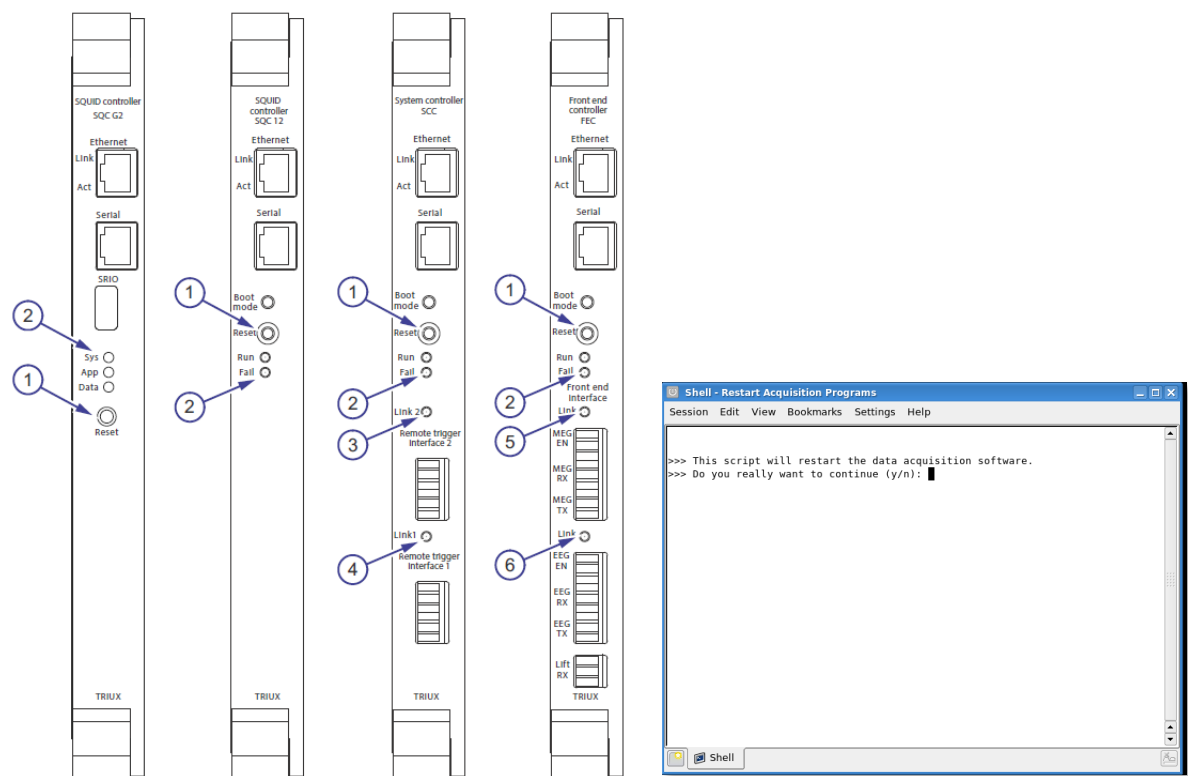 SQUID controller
SQC G2
Ethernet
Link
Act
Serial
SRIO
2
Sys
App
1
Data
Reset
TRIUX
SQUID
controller
SQC 12
Ethernet
Link
Act
Serial
1
Boot
mode
Reset
Run
Fail
2
TRIUX
System controller
SCC
Ethernet
Link
Act
Serial
1
Boot
mode
Reset
Run
Fail
2
Link 2
3
Remote trigger
Interface 2
Link1
4
Remote trigger
Interface 1
TRIUX
Front end
controller
FEC
Ethernet
Link
Act
Serial
1
Boot
mode
Reset
Run
Fail
2
Front end
Interface
Link
5
MEG
EN
MEG
RX
MEG
TX
Link
6
EEG
EN
EEG
RX
EEG
TX
Lift
RX
TRIUX
Shell - Restart Acquisition Programs
Session Edit View Bookmarks Settings Help
>>> This script will restart the data acquisition software.
>>> Do you really want to continue (y/n):
Shell